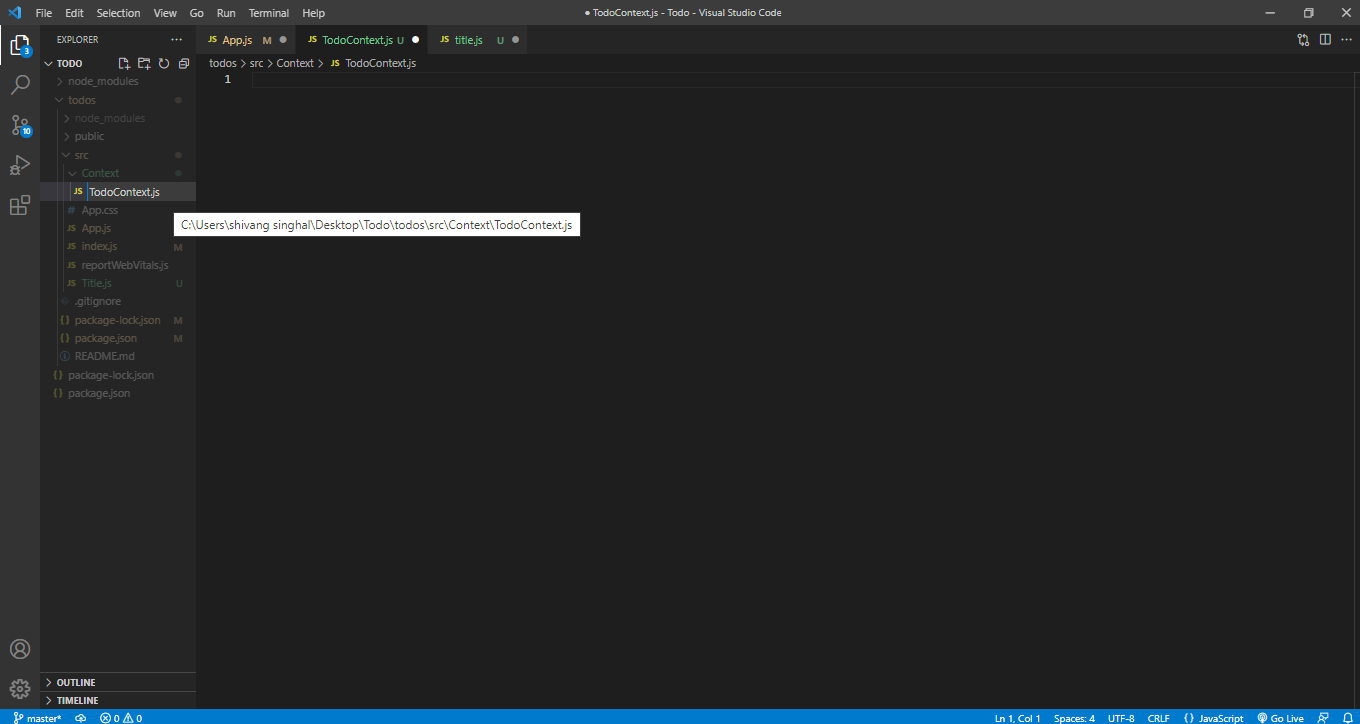 File Edit Selection View Go Run Terminal Help
● TodoContext.js - Todo - Visual Studio Code
EXPLORER
JS App.js M
JS TodoContext.js U
JS title.js U
3
TODO
todos > src > Context > JS TodoContext.js
1
node_modules
todos
node_modules
10
public
src
Context
JS TodoContext.js
# App.css
C:\Users\shivang singhal\Desktop\Todo\todos\src\Context\TodoContext.js
JS App.js
JS index.js M
JS reportWebVitals.js
JS Title.js U
.gitignore
{} package-lock.json M
{} package.json M
README.md
{} package-lock.json
{} package.json
OUTLINE
TIMELINE
master* 0 0 Ln 1, Col 1 Spaces: 4 UTF-8 CRLF {} JavaScript Go Live